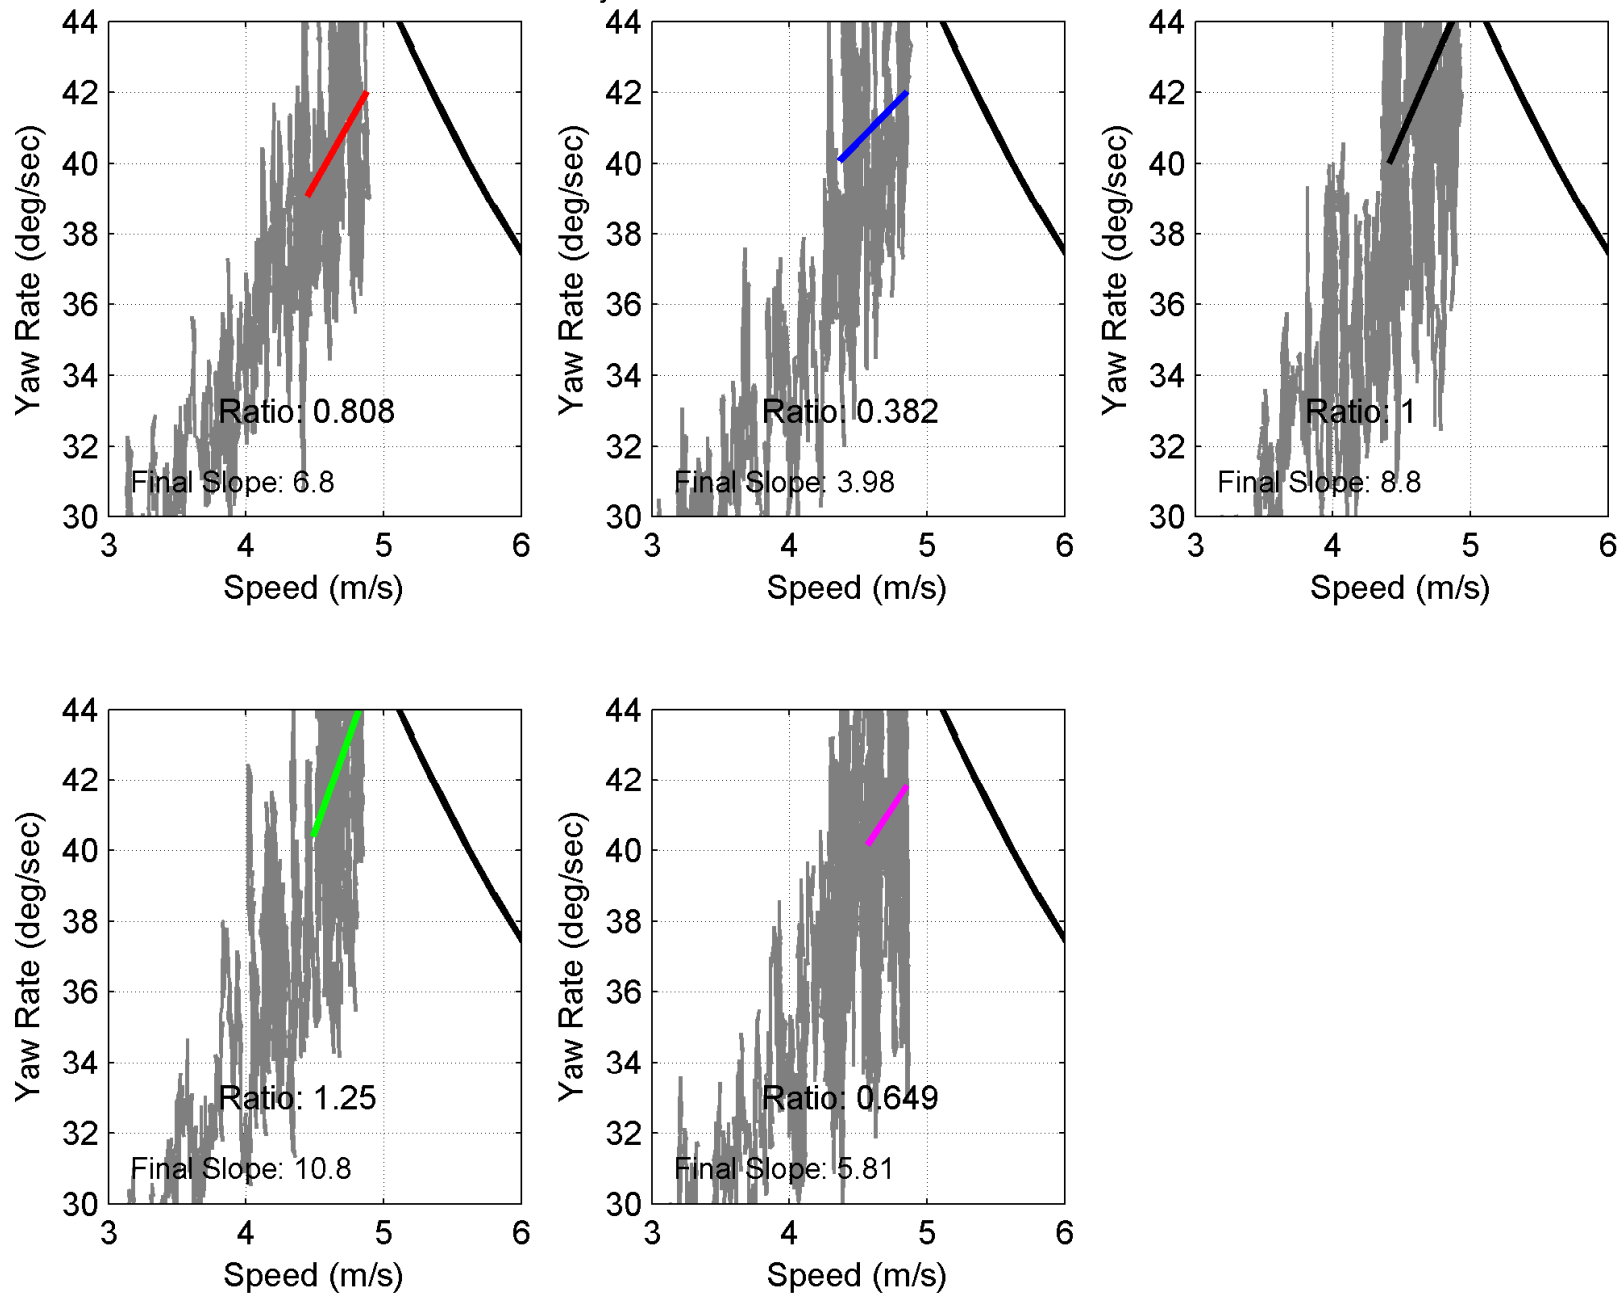 44
42
40
38
36
34
32
30
Yaw Rate (deg/sec)
Ratio: 0.808
Final Slope: 6.8
3 4 5 6
Speed (m/s)
44
42
40
38
36
34
32
30
Yaw Rate (deg/sec)
Ratio: 0.382
Final Slope: 3.98
3 4 5 6
Speed (m/s)
44
42
40
38
36
34
32
30
Yaw Rate (deg/sec)
Ratio: 1
Final Slope: 8.8
3 4 5 6
Speed (m/s)
44
42
40
38
36
34
32
30
Yaw Rate (deg/sec)
Ratio: 1.25
Final Slope: 10.8
3 4 5 6
Speed (m/s)
44
42
40
38
36
34
32
30
Yaw Rate (deg/sec)
Ratio: 0.649
Final Slope: 5.81
3 4 5 6
Speed (m/s)